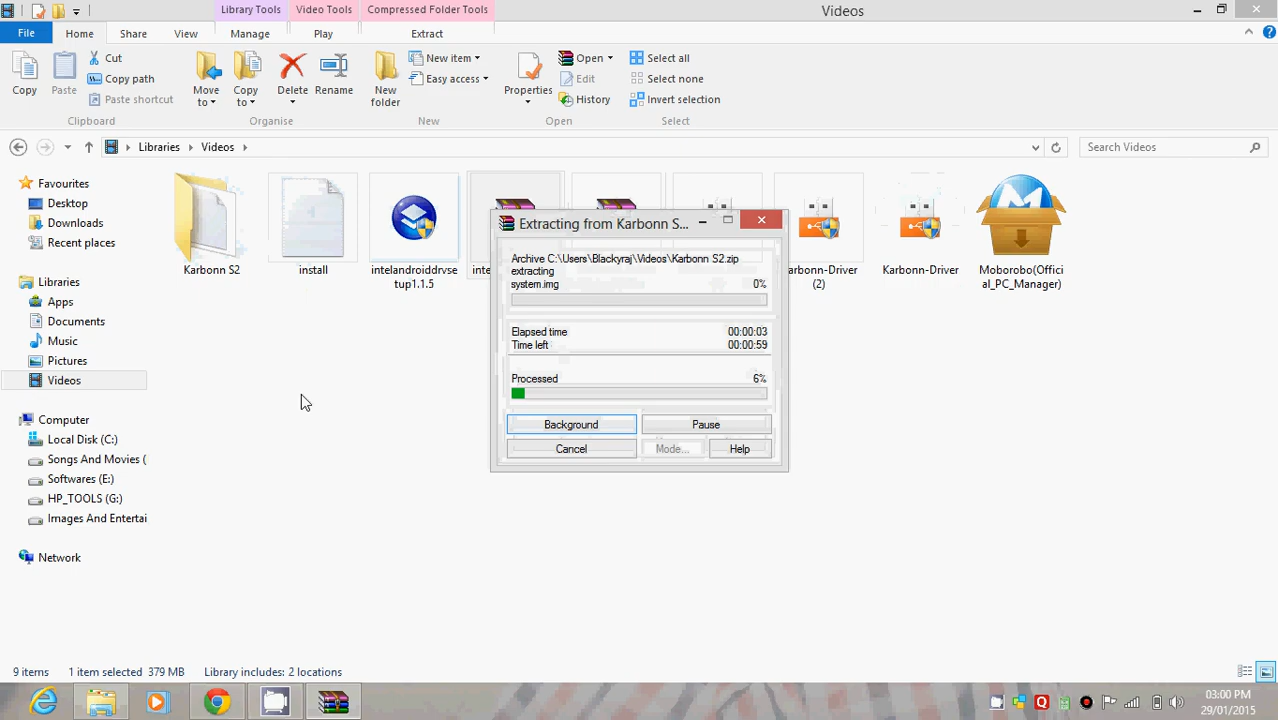 Library Tools
Video Tools
Compressed Folder Tools
Videos
File
Home
Share
View
Manage
Play
Extract
Copy
Paste
Cut
Copy path
Paste shortcut
Clipboard
Move to
Copy to
Delete
Rename
Organise
New folder
New item
Easy access
New
Properties
Open
Edit
History
Open
Select all
Select none
Invert selection
Select
Libraries
Videos
Search Videos
Favourites
Desktop
Downloads
Recent places
Libraries
Apps
Documents
Music
Pictures
Videos
Computer
Local Disk (C:)
Songs And Movies (
Softwares (E:)
HP_TOOLS (G:)
Images And Entertai
Network
Karbonn S2
install
intelandroiddrvse
tup1.1.5
inte
arbonn-Driver
(2)
Karbonn-Driver
Moborobo(Offici
al_PC_Manager)
Extracting from Karbonn S...
Archive C:\Users\Blackyraj\Videos\Karbonn S2.zip
extracting
system.img 0%
Elapsed time 00:00:03
Time left 00:00:59
Processed 6%
Background
Pause
Cancel
Mode...
Help
9 items
1 item selected 379 MB
Library includes: 2 locations
03:00 PM
29/01/2015